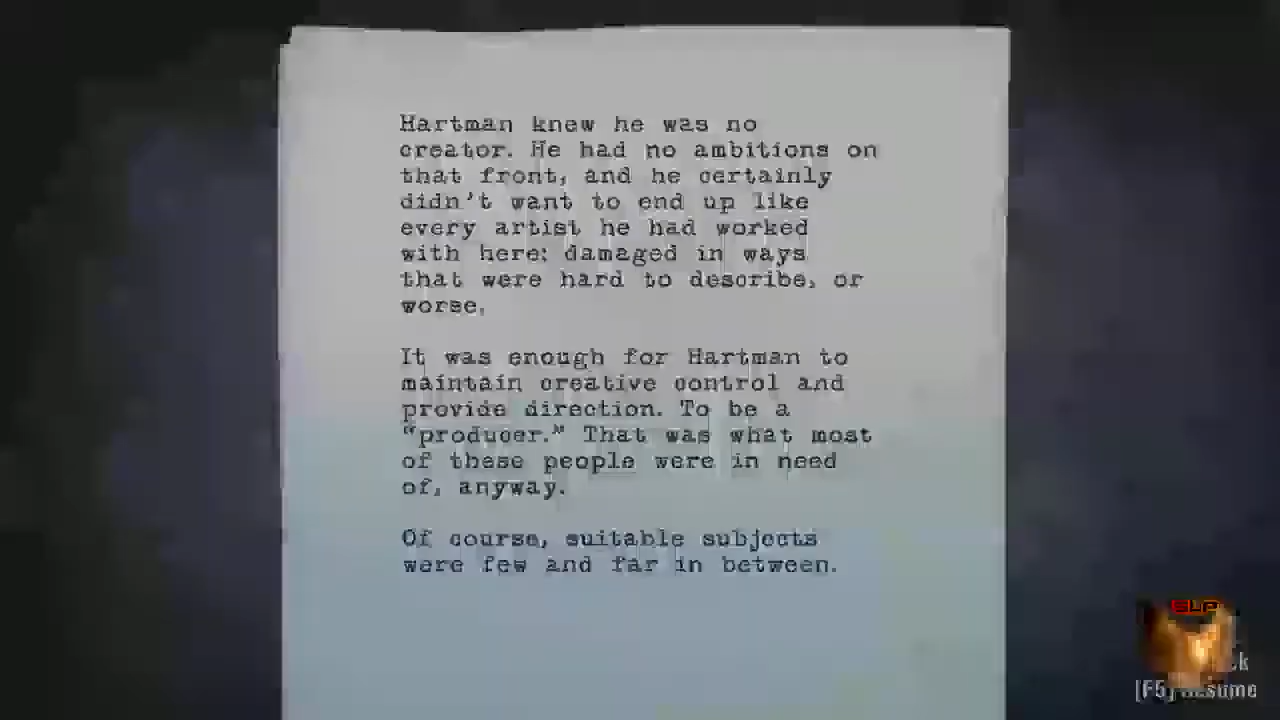 Hartman knew he was no
creator. He had no ambitions on
that front, and he certainly
didn't want to end up like
every artist he had worked
with here: damaged in ways
that were hard to describe, or
worse.
It was enough for Hartman to
maintain creative control and
provide direction. To be a
"producer." That was what most
of these people were in need
of, anyway.
Of course, suitable subjects
were few and far in between.
SLP
[F5] Resume